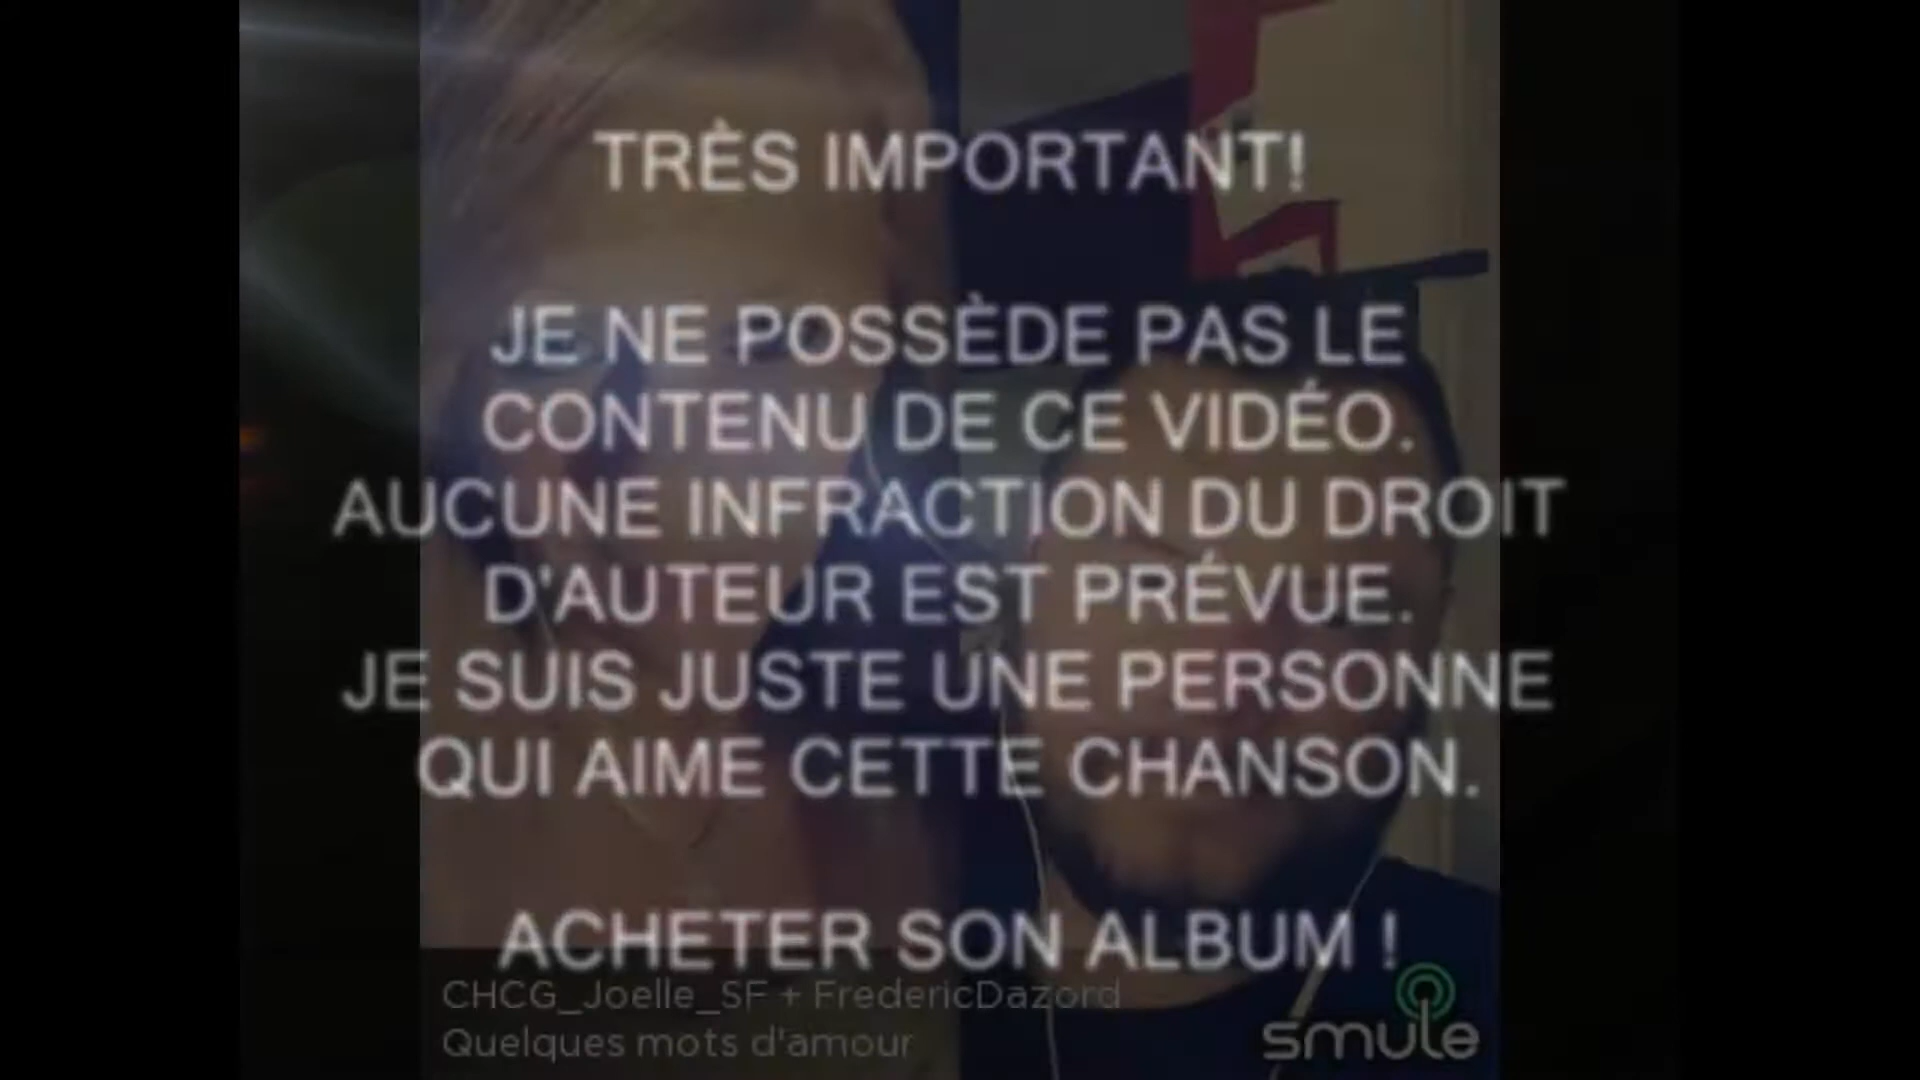 TRÈS IMPORTANT!
JE NE POSSÈDE PAS LE
CONTENU DE CE VIDÉO.
AUCUNE INFRACTION DU DROIT
D'AUTEUR EST PRÉVUE.
JE SUIS JUSTE UNE PERSONNE
QUI AIME CETTE CHANSON.
ACHETER SON ALBUM !
CHCG_Joelle_SF + FredericDazord
Quelques mots d'amour
smule